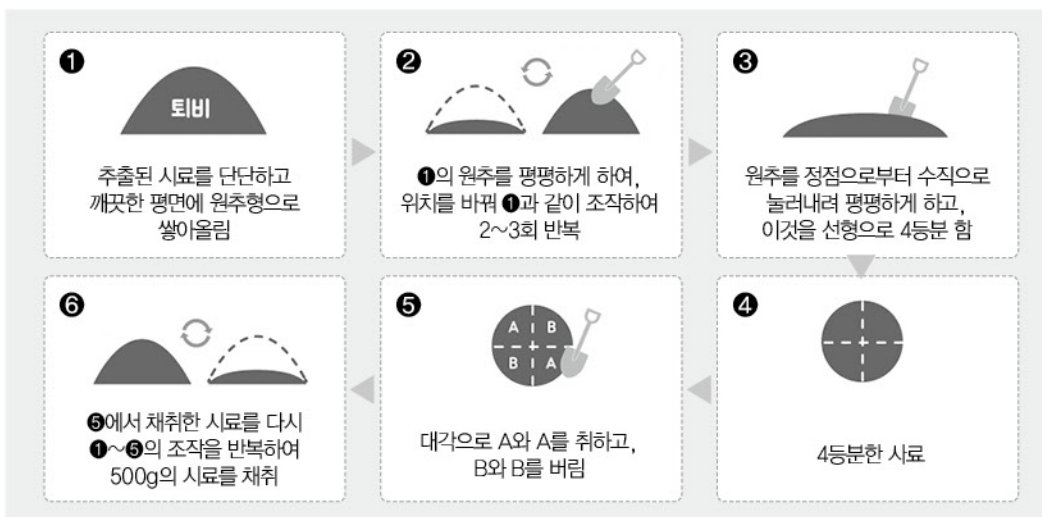 ❶
퇴비
추출된 시료를 단단하고
깨끗한 평면에 원추형으로
쌓아올림
❷
❶의 원추를 평평하게 하여,
위치를 바꿔 ❶과 같이 조작하여
2~3회 반복
❸
원추를 정점으로부터 수직으로
눌러내려 평평하게 하고,
이것을 선형으로 4등분 함
❹
4등분한 사료
❺
A B
B A
대각으로 A와 A를 취하고,
B와 B를 버림
❻
❺에서 채취한 시료를 다시
❶~❺의 조작을 반복하여
500g의 시료를 채취